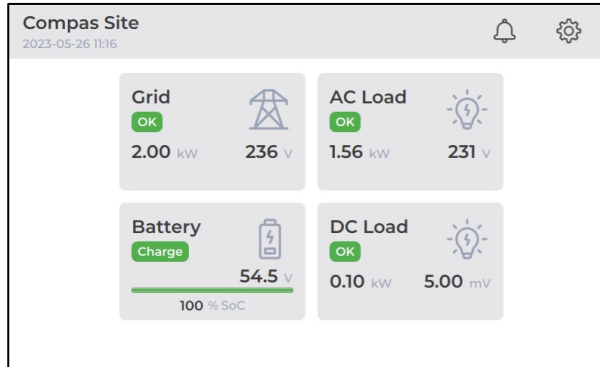 Compas Site
2023-05-26 11:16
Grid
OK
2.00 kW 236 V
AC Load
OK
1.56 kW 231 V
Battery
Charge
54.5 V
100 % SoC
DC Load
OK
0.10 kW 5.00 mV